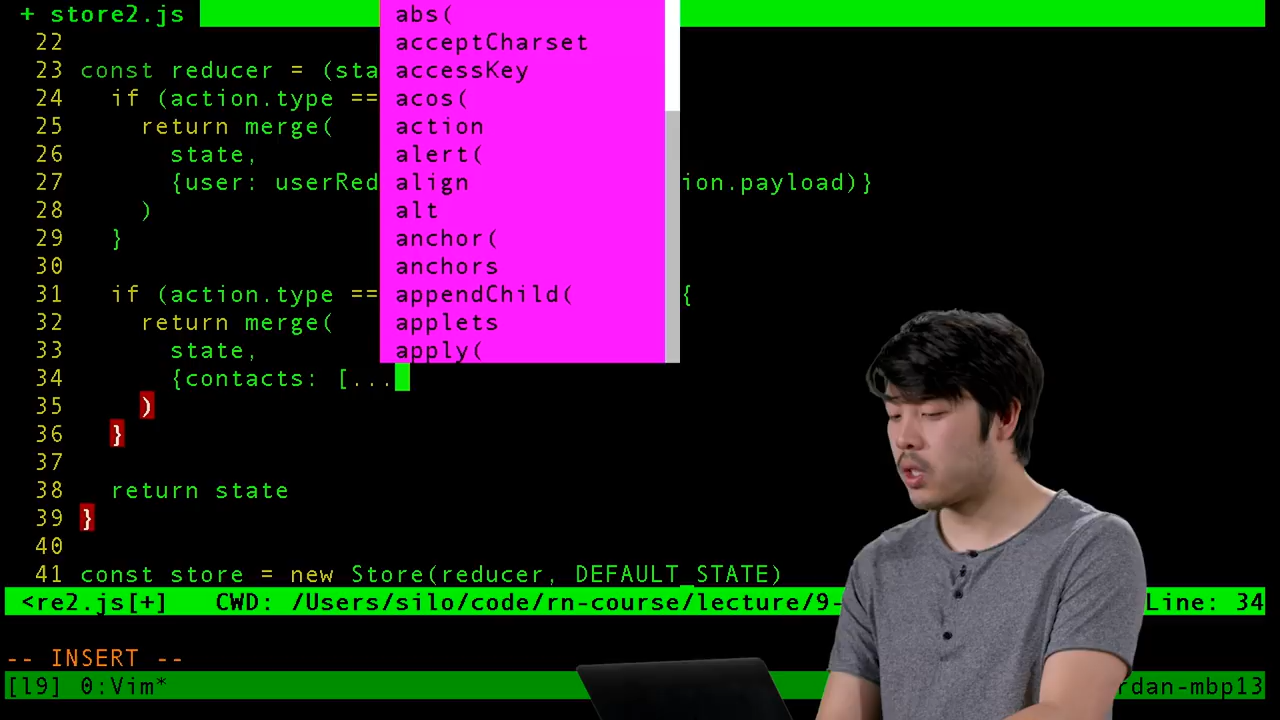 + store2.js
22
23 const reducer = (sta
24 if (action.type ==
25 return merge(
26 state,
27 {user: userRed ion.payload)}
28 )
29 }
30
31 if (action.type == {
32 return merge(
33 state,
34 {contacts: [...
35 )
36 }
37
38 return state
39 }
40
41 const store = new Store(reducer, DEFAULT_STATE)
abs(
acceptCharset
accessKey
acos(
action
alert(
align
alt
anchor(
anchors
appendChild(
applets
apply(
<re2.js[+] CWD: /Users/silo/code/rn-course/lecture/9- Line: 34
-- INSERT --
[l9] 0:Vim* rdan-mbp13